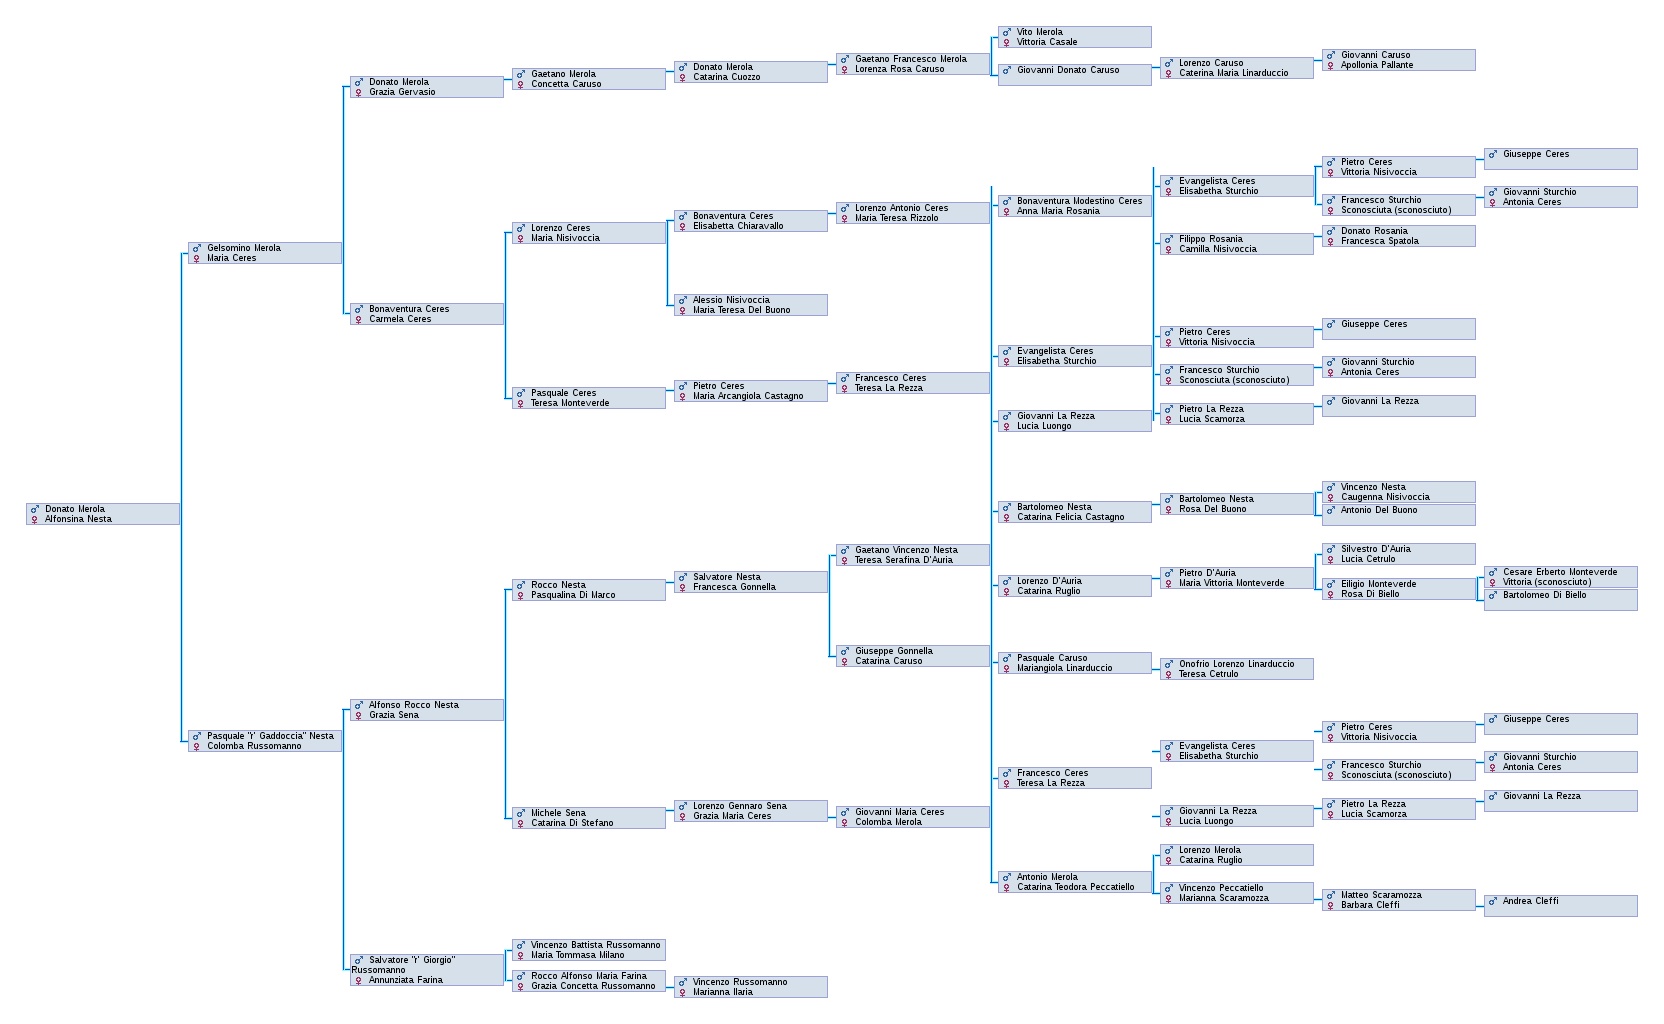 Donato Merola
Alfonsina Nesta
Gelsomino Merola
Maria Ceres
Pasquale "r' Gaddoccia" Nesta
Colomba Russomanno
Donato Merola
Grazia Gervasio
Bonaventura Ceres
Carmela Ceres
Alfonso Rocco Nesta
Grazia Sena
Salvatore "r' Giorgio"
Russomanno
Annunziata Farina
Gaetano Merola
Concetta Caruso
Lorenzo Ceres
Maria Nisivoccia
Pasquale Ceres
Teresa Monteverde
Rocco Nesta
Pasqualina Di Marco
Michele Sena
Catarina Di Stefano
Vincenzo Battista Russomanno
Maria Tommasa Milano
Rocco Alfonso Maria Farina
Grazia Concetta Russomanno
Donato Merola
Catarina Cuozzo
Bonaventura Ceres
Elisabetta Chiaravallo
Alessio Nisivoccia
Maria Teresa Del Buono
Pietro Ceres
Maria Arcangiola Castagno
Salvatore Nesta
Francesca Gonnella
Lorenzo Gennaro Sena
Grazia Maria Ceres
Vincenzo Russomanno
Marianna Ilaria
Gaetano Francesco Merola
Lorenza Rosa Caruso
Lorenzo Antonio Ceres
Maria Teresa Rizzolo
Francesco Ceres
Teresa La Rezza
Gaetano Vincenzo Nesta
Teresa Serafina D'Auria
Giuseppe Gonnella
Catarina Caruso
Giovanni Maria Ceres
Colomba Merola
Vito Merola
Vittoria Casale
Giovanni Donato Caruso
Bonaventura Modestino Ceres
Anna Maria Rosania
Evangelista Ceres
Elisabetha Sturchio
Giovanni La Rezza
Lucia Luongo
Bartolomeo Nesta
Catarina Felicia Castagno
Lorenzo D'Auria
Catarina Ruglio
Pasquale Caruso
Mariangiola Linarduccio
Francesco Ceres
Teresa La Rezza
Antonio Merola
Catarina Teodora Peccatiello
Lorenzo Caruso
Caterina Maria Linarduccio
Evangelista Ceres
Elisabetha Sturchio
Filippo Rosania
Camilla Nisivoccia
Pietro Ceres
Vittoria Nisivoccia
Francesco Sturchio
Sconosciuta (sconosciuto)
Pietro La Rezza
Lucia Scamorza
Bartolomeo Nesta
Rosa Del Buono
Pietro D'Auria
Maria Vittoria Monteverde
Onofrio Lorenzo Linarduccio
Teresa Cetrulo
Evangelista Ceres
Elisabetha Sturchio
Giovanni La Rezza
Lucia Luongo
Lorenzo Merola
Catarina Ruglio
Vincenzo Peccatiello
Marianna Scaramozza
Giovanni Caruso
Apollonia Pallante
Pietro Ceres
Vittoria Nisivoccia
Francesco Sturchio
Sconosciuta (sconosciuto)
Donato Rosania
Francesca Spatola
Giuseppe Ceres
Giovanni Sturchio
Antonia Ceres
Giovanni La Rezza
Vincenzo Nesta
Caugenna Nisivoccia
Antonio Del Buono
Silvestro D'Auria
Lucia Cetrulo
Eiligio Monteverde
Rosa Di Biello
Pietro Ceres
Vittoria Nisivoccia
Francesco Sturchio
Sconosciuta (sconosciuto)
Pietro La Rezza
Lucia Scamorza
Matteo Scaramozza
Barbara Cleffi
Giuseppe Ceres
Giovanni Sturchio
Antonia Ceres
Cesare Erberto Monteverde
Vittoria (sconosciuto)
Bartolomeo Di Biello
Giuseppe Ceres
Giovanni Sturchio
Antonia Ceres
Giovanni La Rezza
Andrea Cleffi